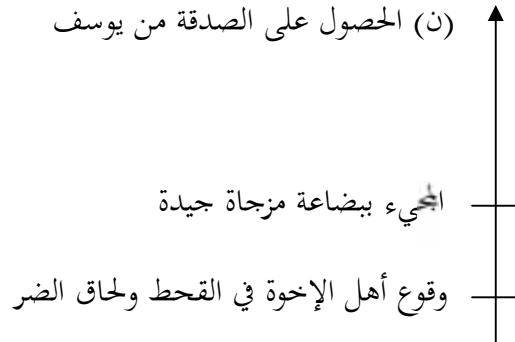 (ن) الحصول على الصدقة من يوسف
المجيء ببضاعة مزجاة جيدة
وقوع أهل الإخوة في القحط ولحاق الضر